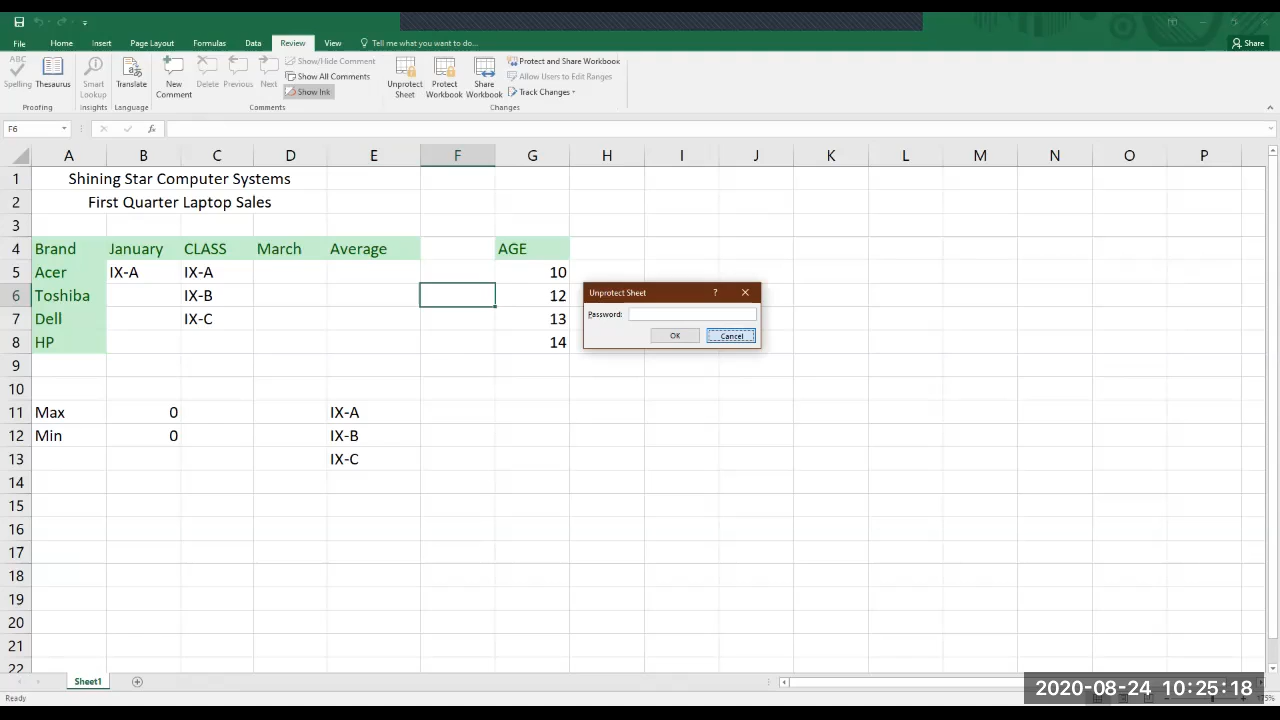 File Home Insert Page Layout Formulas Data Review View Tell me what you want to do... Share
ABC
Spelling Thesaurus Smart Lookup Translate New Comment Delete Previous Next Show/Hide Comment Show All Comments Show Ink Unprotect Sheet Protect Workbook Share Workbook Protect and Share Workbook Allow Users to Edit Ranges Track Changes
Proofing Insights Language Comments Changes
F6 fx
A B C D E F G H I J K L M N O P
1 Shining Star Computer Systems
2 First Quarter Laptop Sales
3
4 Brand January CLASS March Average AGE
5 Acer IX-A IX-A 10
6 Toshiba IX-B 12
7 Dell IX-C 13
8 HP 14
9
10
11 Max 0 IX-A
12 Min 0 IX-B
13 IX-C
14
15
16
17
18
19
20
21
22
Unprotect Sheet ?
Password:
OK Cancel
Sheet1
Ready
2020-08-24 10:25:18